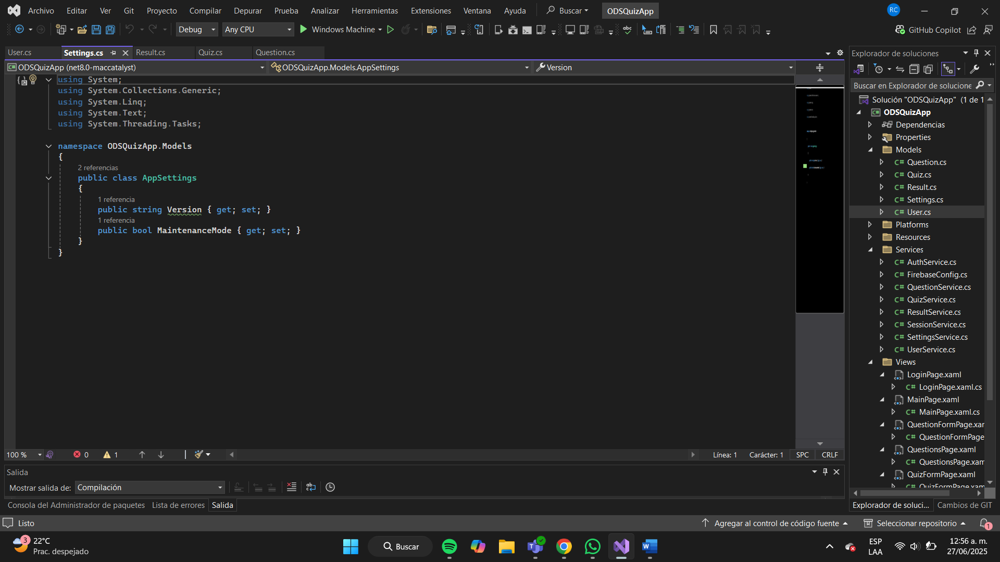 Archivo Editar Ver Git Proyecto Compilar Depurar Prueba Analizar Herramientas Extensiones Ventana Ayuda Buscar ODSQuizApp RC
Debug Any CPU Windows Machine abc GitHub Copilot
User.cs Settings.cs Result.cs Quiz.cs Question.cs
ODSQuizApp (net8.0-maccatalyst) ODSQuizApp.Models.AppSettings Version
using System;
using System.Collections.Generic;
using System.Linq;
using System.Text;
using System.Threading.Tasks;
namespace ODSQuizApp.Models
{
2 referencias
public class AppSettings
{
1 referencia
public string Version { get; set; }
1 referencia
public bool MaintenanceMode { get; set; }
}
}
100 % 0 1 Línea: 1 Carácter: 1 SPC CRLF
Salida
Mostrar salida de: Compilación
Consola del Administrador de paquetes Lista de errores Salida
Explorador de soluciones
Buscar en Explorador de solucione
Solución "ODSQuizApp" (1 de 1
ODSQuizApp
Dependencias
Properties
Models
C# Question.cs
C# Quiz.cs
C# Result.cs
C# Settings.cs
C# User.cs
Platforms
Resources
Services
C# AuthService.cs
C# FirebaseConfig.cs
C# QuestionService.cs
C# QuizService.cs
C# ResultService.cs
C# SessionService.cs
C# SettingsService.cs
C# UserService.cs
Views
LoginPage.xaml
C# LoginPage.xaml.cs
MainPage.xaml
C# MainPage.xaml.cs
QuestionFormPage.xar
C# QuestionFormPage
QuestionsPage.xaml
C# QuestionsPage.xam
QuizFormPage.xaml
C# QuizFormPage.xam
Explorador de soluci... Cambios de GIT
Listo Agregar al control de código fuente Seleccionar repositorio 1
3 22°C
Prac. despejado
Buscar
ESP
LAA
12:56 a. m.
27/06/2025